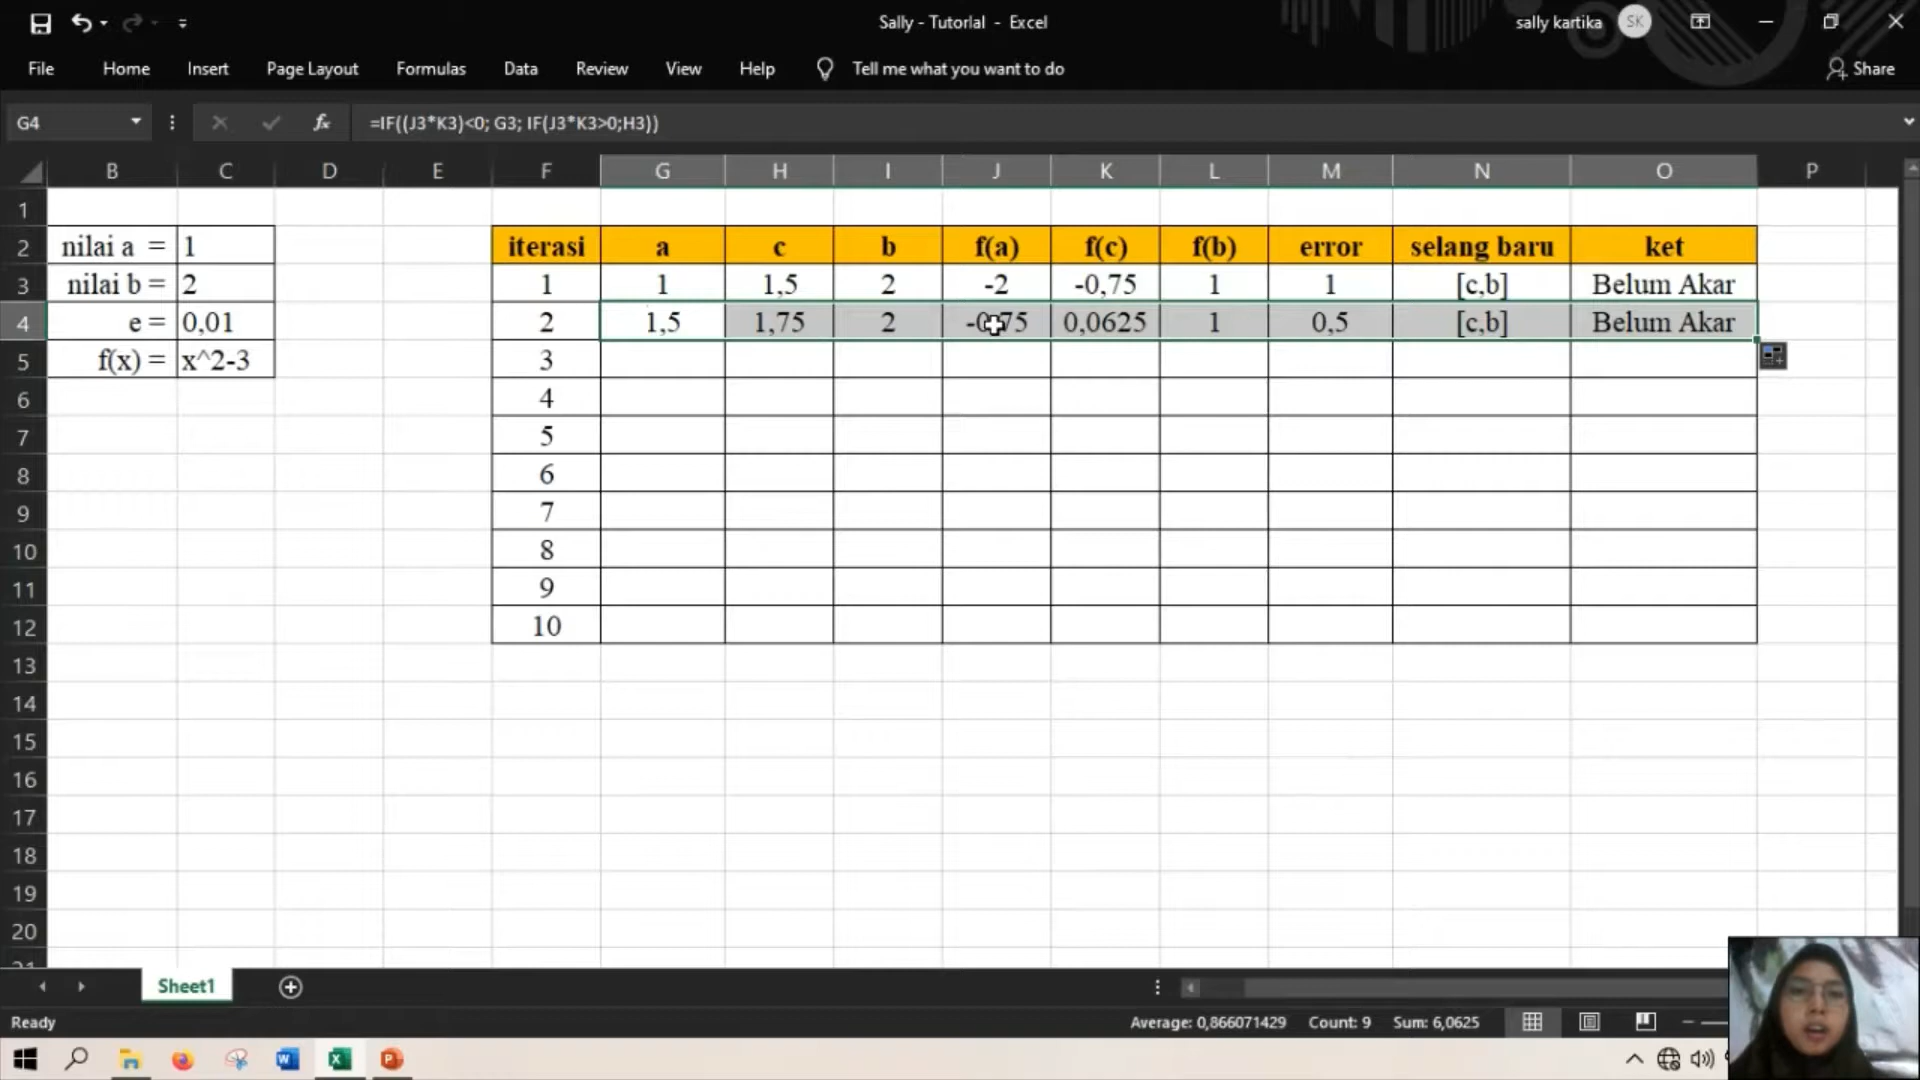 Sally - Tutorlal - Excel
sally kartika SK
File Home Insert Page Layout Formulas Data Review View Help Tell me what you want to do Share
G4 fx =IF((J3*K3)<0; G3; IF(J3*K3>0;H3))
B C D E F G H I J K L M N O P
1
2 nilai a = 1 iterasi a c b f(a) f(c) f(b) error selang baru ket
3 nilai b = 2 1 1 1,5 2 -2 -0,75 1 1 [c,b] Belum Akar
4 e = 0,01 2 1,5 1,75 2 -0,75 0,0625 1 0,5 [c,b] Belum Akar
5 f(x) = x^2-3 3
6 4
7 5
8 6
9 7
10 8
11 9
12 10
13
14
15
16
17
18
19
20
Sheet1
Ready Average: 0,866071429 Count: 9 Sum: 6,0625